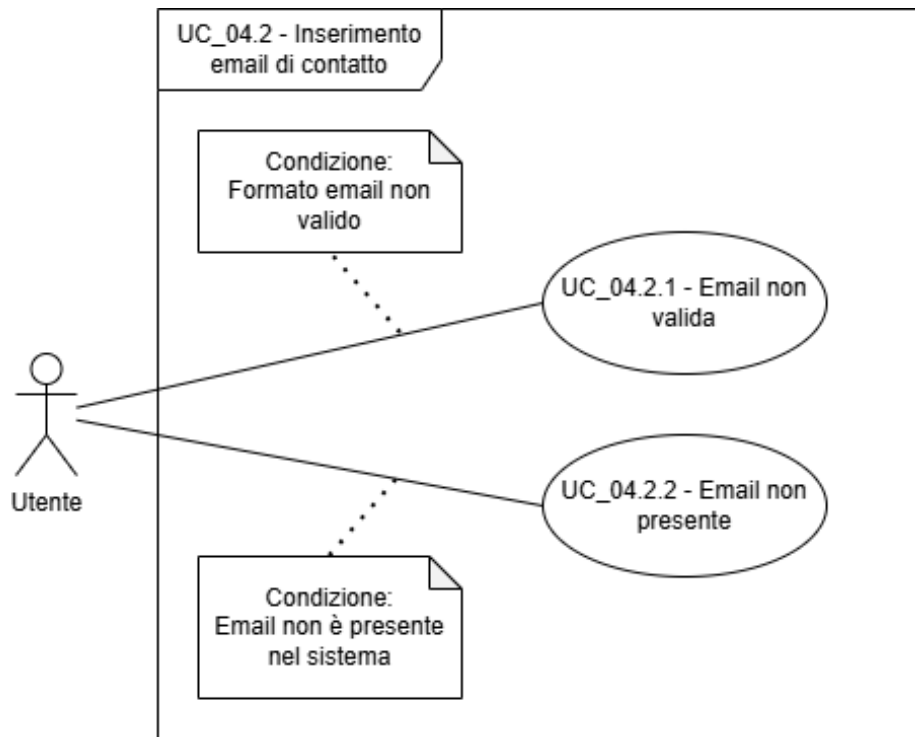 UC_04.2 - Inserimento
email di contatto
Condizione:
Formato email non
valido
UC_04.2.1 - Email non
valida
Utente
UC_04.2.2 - Email non
presente
Condizione:
Email non è presente
nel sistema